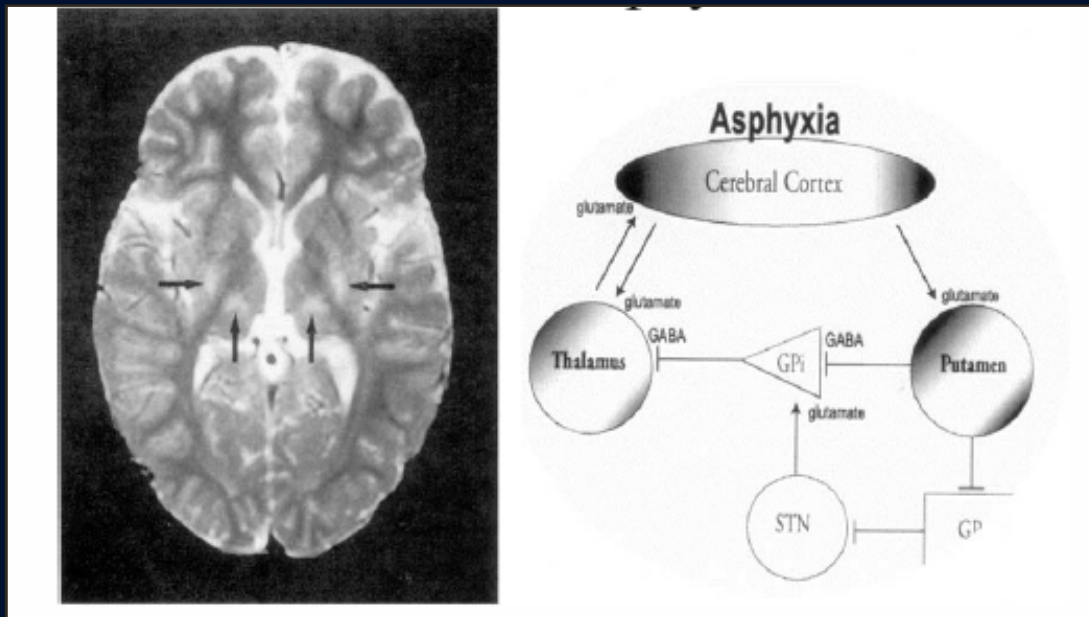 Asphyxia
Cerebral Cortex
glutamate
glutamate
glutamate
GABA
GABA
Thalamus
GPi
Putamen
glutamate
STN